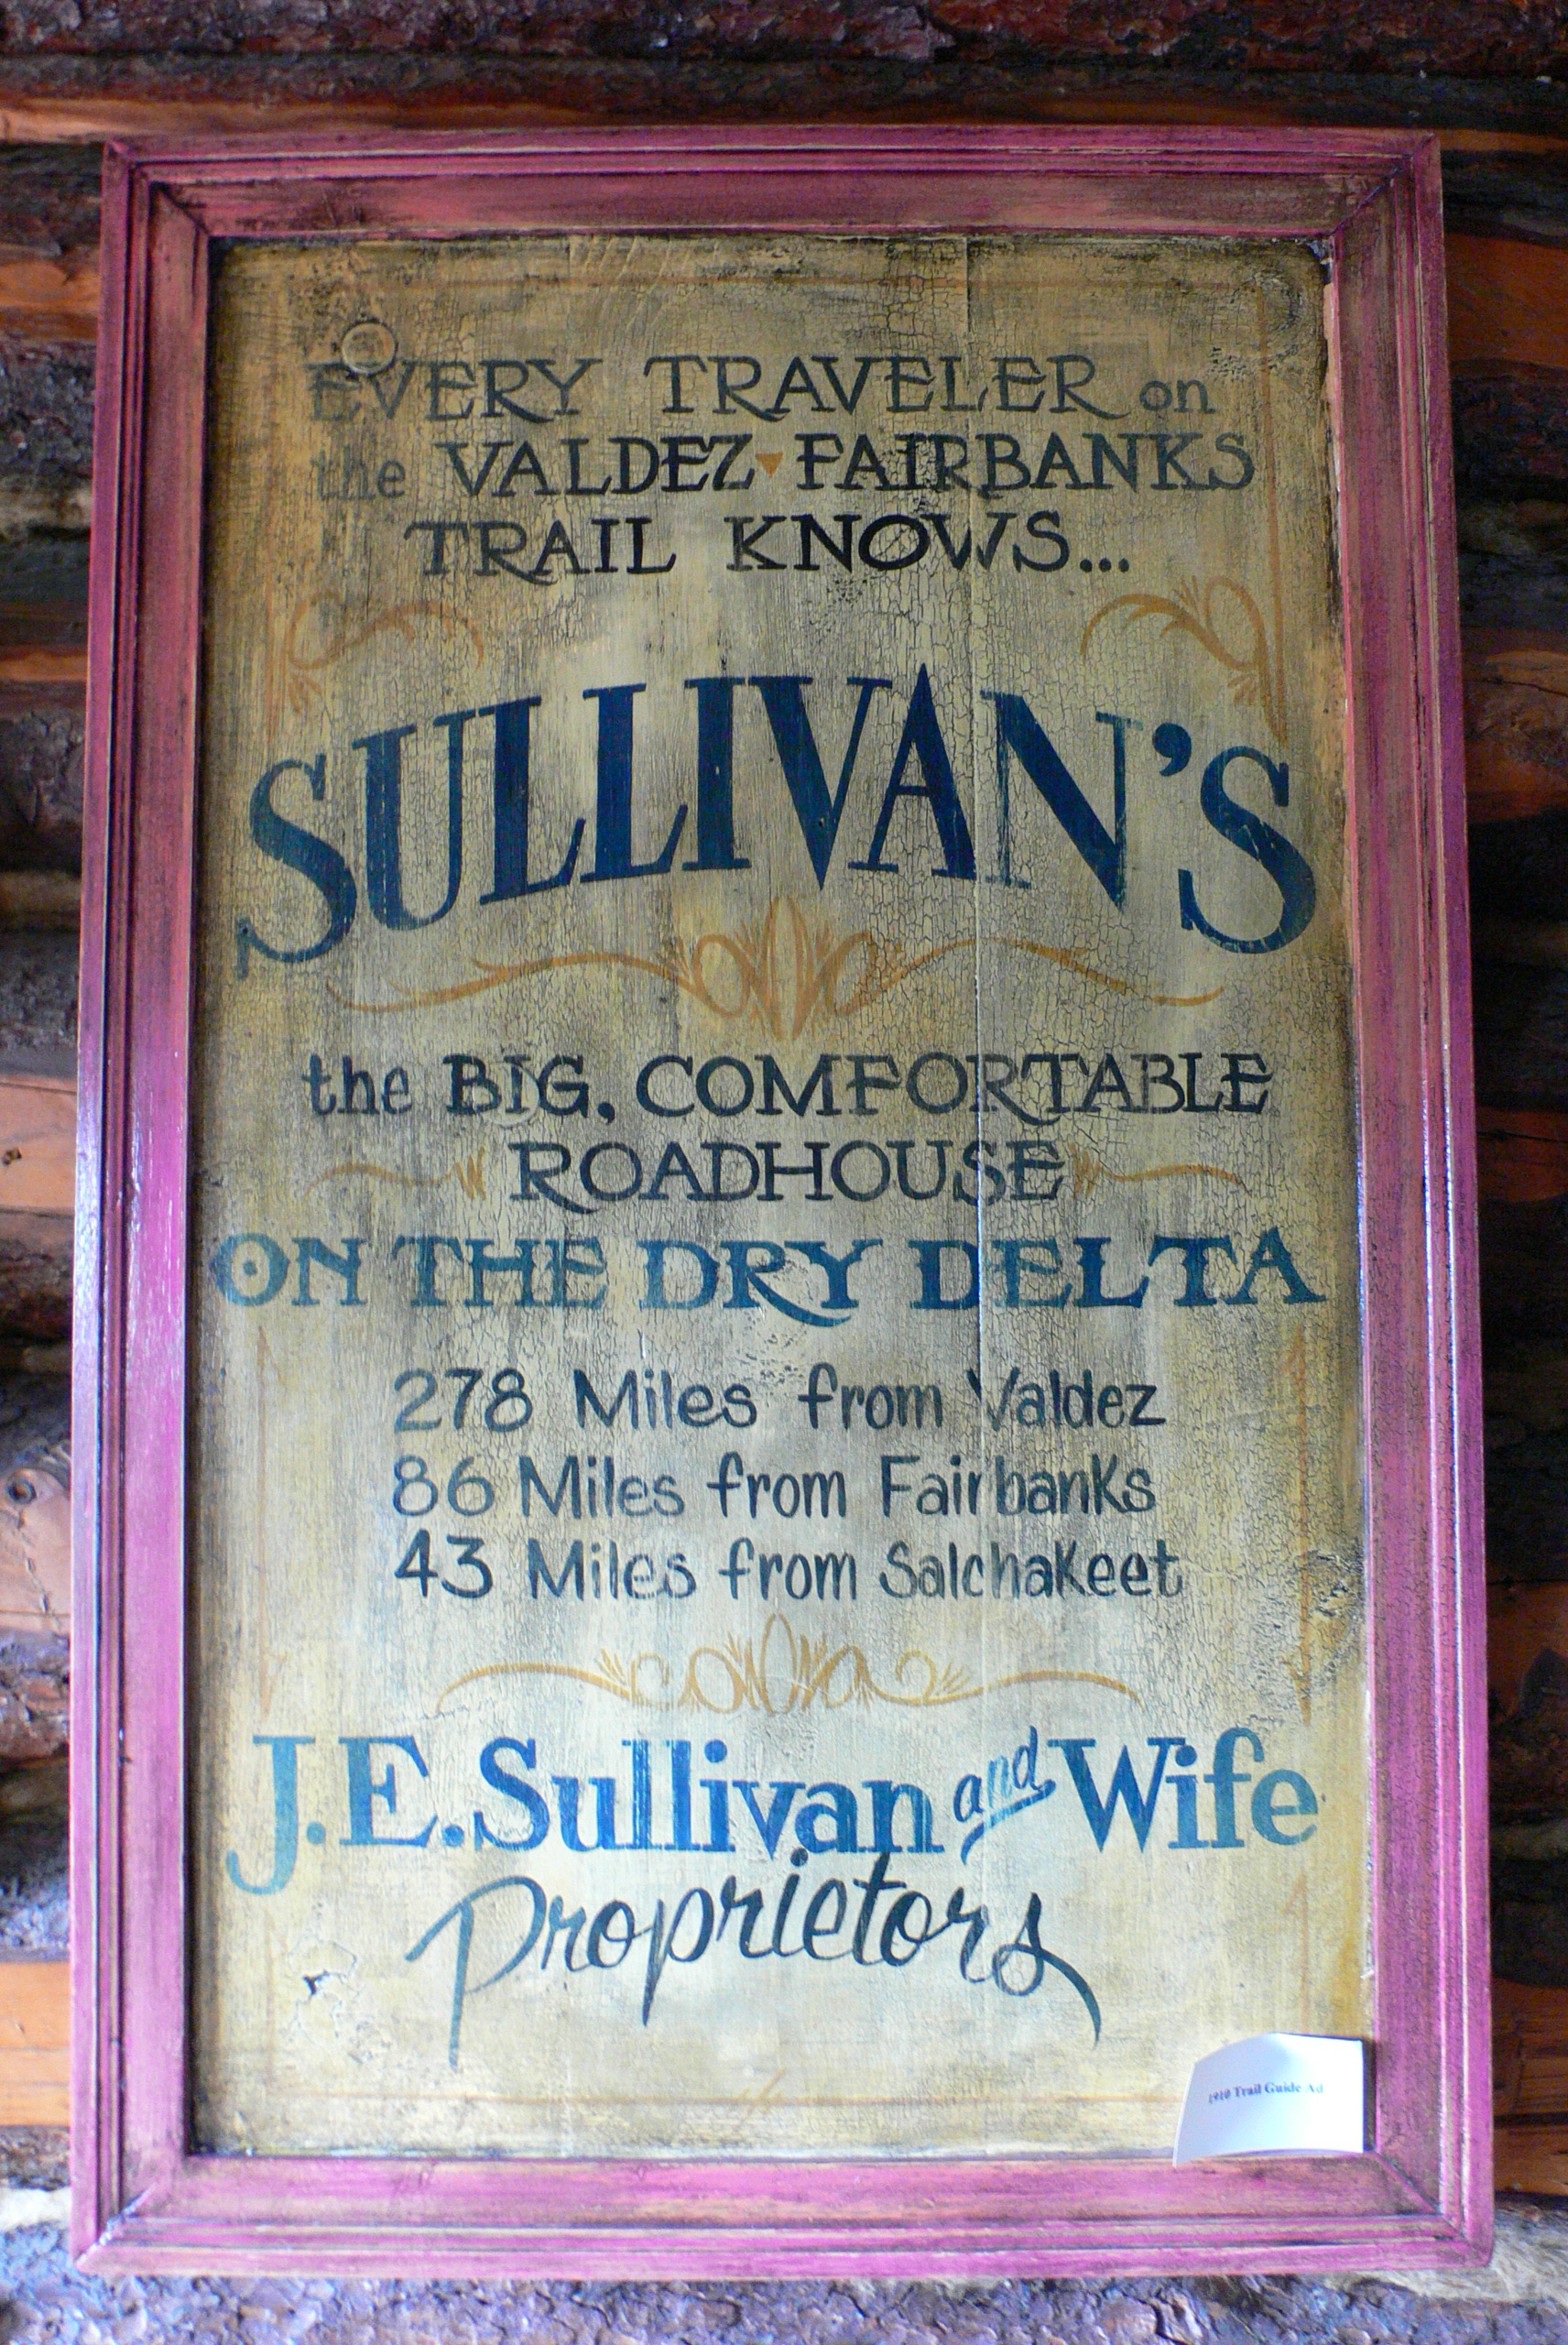 EVERY TRAVELER on
the VALDEZ FAIRBANKS
TRAIL KNOWS...
SULLIVAN'S
the BIG, COMFORTABLE
ROADHOUSE
ON THE DRY DELTA
278 Miles from Valdez
86 Miles from Fairbanks
43 Miles from Salchakeet
J.E. Sullivan and Wife
Proprietors
1910 Trail Guide Ad